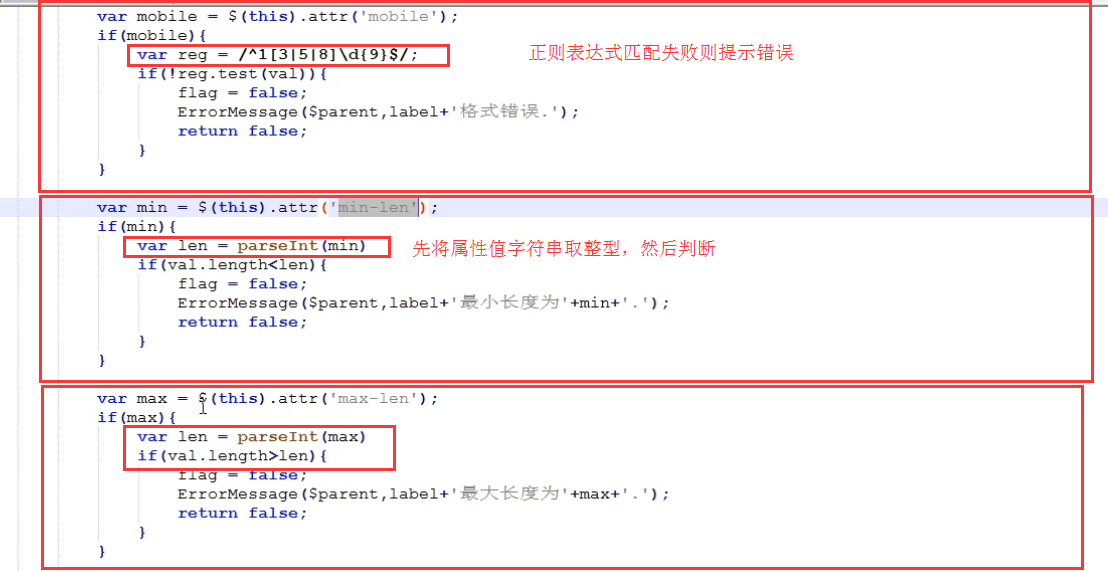 var mobile = $(this).attr('mobile');
if(mobile){
var reg = /^1[3|5|8]\d{9}$/;
正则表达式匹配失败则提示错误
if(!reg.test(val)){
flag = false;
ErrorMessage($parent,label+'格式错误.');
return false;
}
}
var min = $(this).attr('min-len');
if(min){
var len = parseInt(min)
先将属性值字符串取整型，然后判断
if(val.length<len){
flag = false;
ErrorMessage($parent,label+'最小长度为'+min+'.');
return false;
}
}
var max = $(this).attr('max-len');
if(max){
var len = parseInt(max)
if(val.length>len){
flag = false;
ErrorMessage($parent,label+'最大长度为'+max+'.');
return false;
}
}